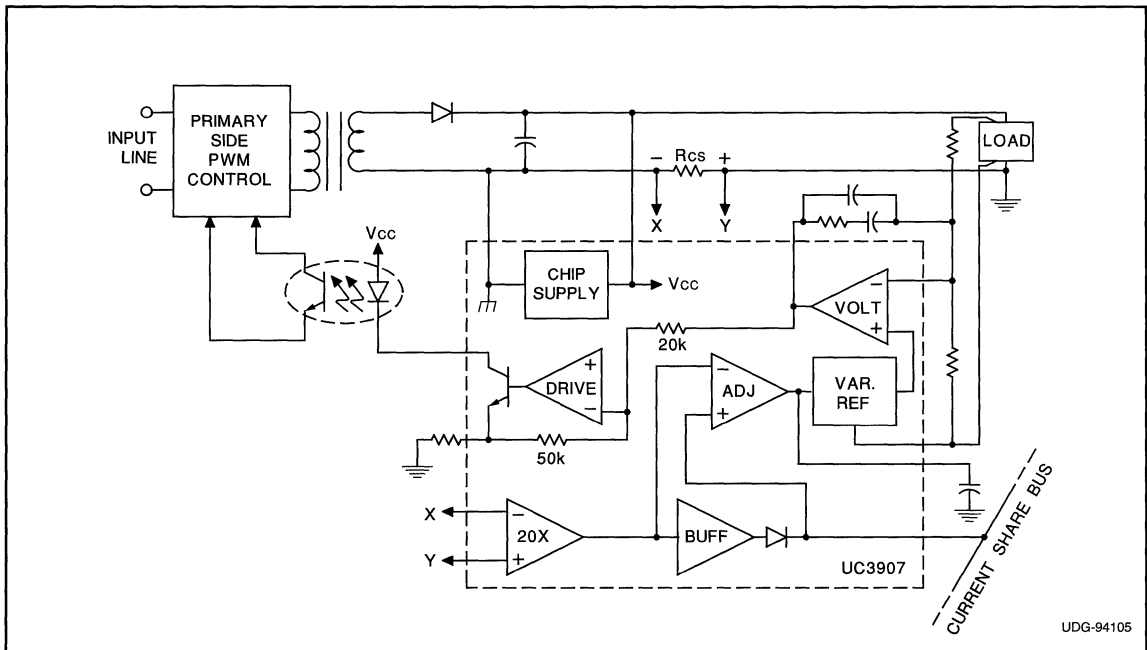 INPUT
LINE
PRIMARY
SIDE
PWM
CONTROL
- Rcs +
X Y
LOAD
Vcc
CHIP
SUPPLY
Vcc
- VOLT +
20k
+ DRIVE -
- ADJ +
VAR.
REF
50k
X
Y
- 20X +
BUFF
UC3907
CURRENT SHARE BUS
UDG-94105